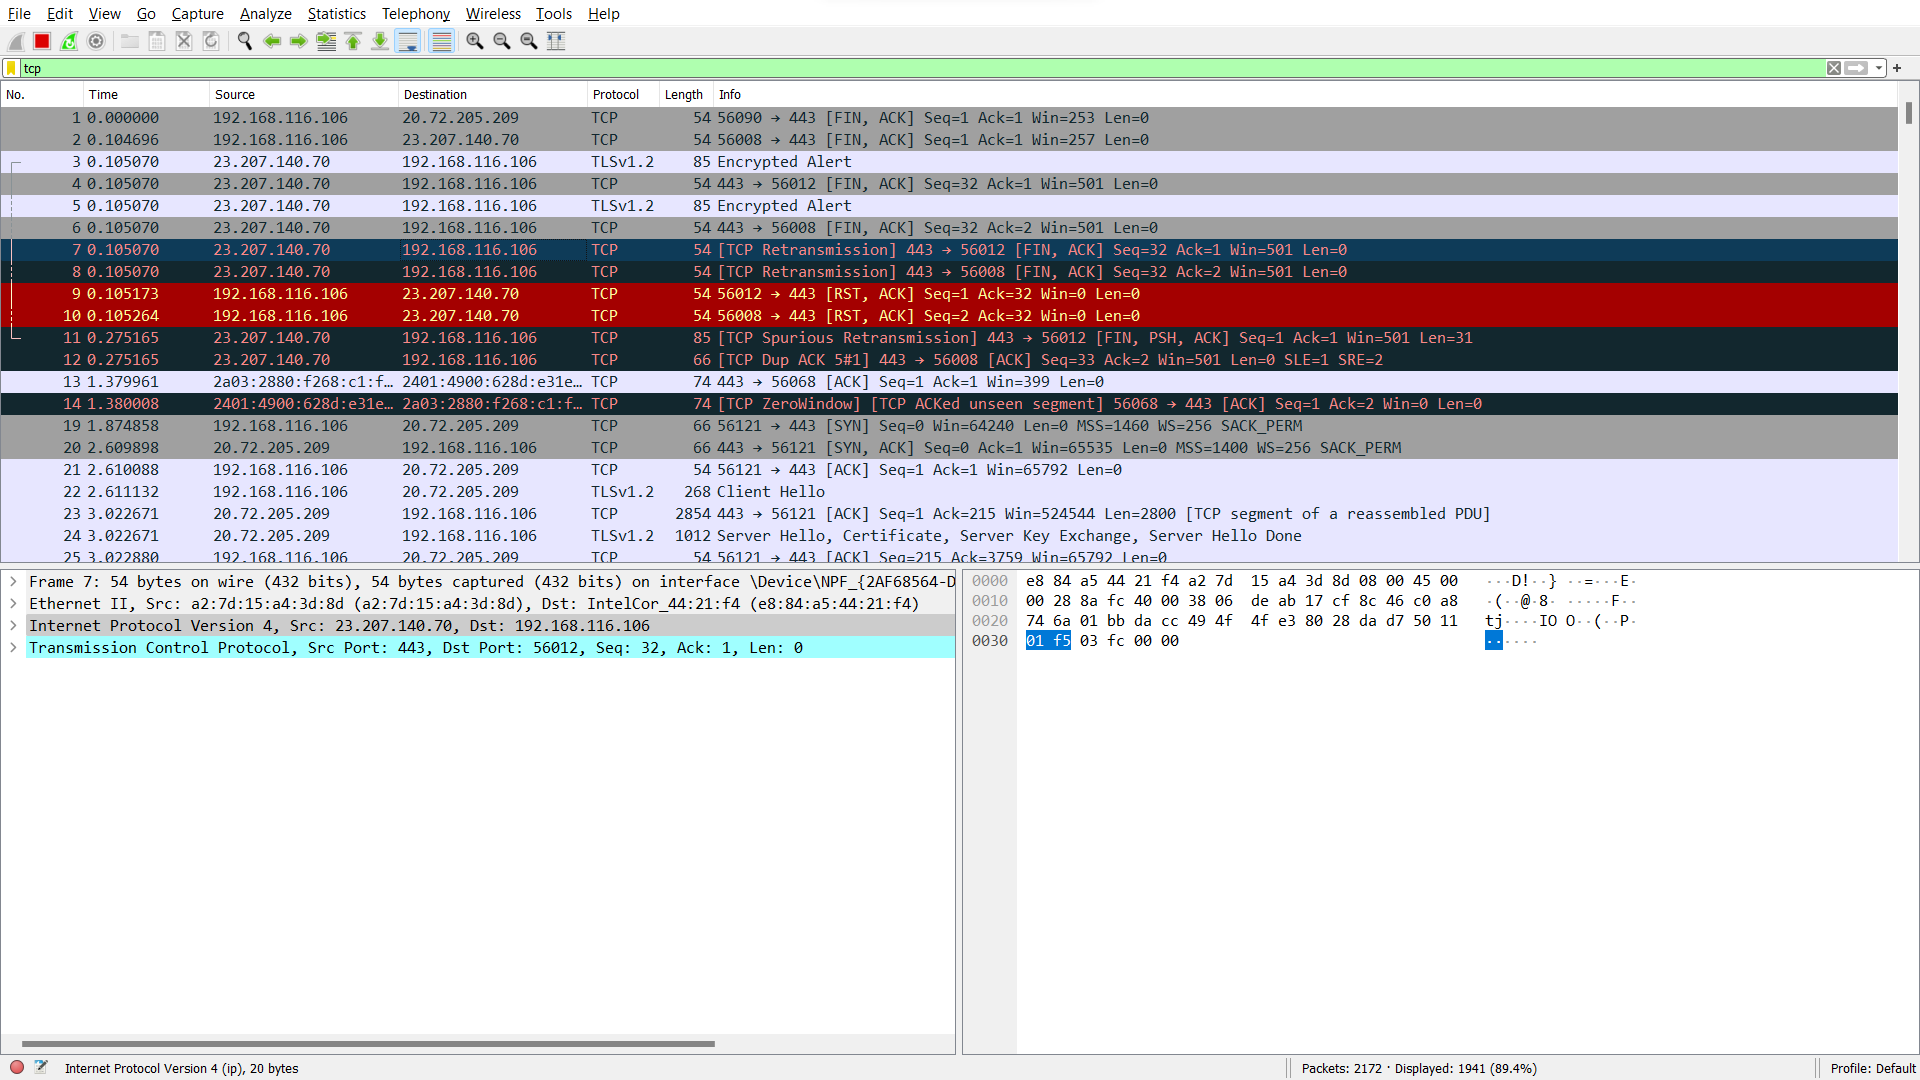 File Edit View Go Capture Analyze Statistics Telephony Wireless Tools Help
tcp
No. Time Source Destination Protocol Length Info
1 0.000000 192.168.116.106 20.72.205.209 TCP 54 56090 → 443 [FIN, ACK] Seq=1 Ack=1 Win=253 Len=0
2 0.104696 192.168.116.106 23.207.140.70 TCP 54 56008 → 443 [FIN, ACK] Seq=1 Ack=1 Win=257 Len=0
3 0.105070 23.207.140.70 192.168.116.106 TLSv1.2 85 Encrypted Alert
4 0.105070 23.207.140.70 192.168.116.106 TCP 54 443 → 56012 [FIN, ACK] Seq=32 Ack=1 Win=501 Len=0
5 0.105070 23.207.140.70 192.168.116.106 TLSv1.2 85 Encrypted Alert
6 0.105070 23.207.140.70 192.168.116.106 TCP 54 443 → 56008 [FIN, ACK] Seq=32 Ack=2 Win=501 Len=0
7 0.105070 23.207.140.70 192.168.116.106 TCP 54 [TCP Retransmission] 443 → 56012 [FIN, ACK] Seq=32 Ack=1 Win=501 Len=0
8 0.105070 23.207.140.70 192.168.116.106 TCP 54 [TCP Retransmission] 443 → 56008 [FIN, ACK] Seq=32 Ack=2 Win=501 Len=0
9 0.105173 192.168.116.106 23.207.140.70 TCP 54 56012 → 443 [RST, ACK] Seq=1 Ack=32 Win=0 Len=0
10 0.105264 192.168.116.106 23.207.140.70 TCP 54 56008 → 443 [RST, ACK] Seq=2 Ack=32 Win=0 Len=0
11 0.275165 23.207.140.70 192.168.116.106 TCP 85 [TCP Spurious Retransmission] 443 → 56012 [FIN, PSH, ACK] Seq=1 Ack=1 Win=501 Len=31
12 0.275165 23.207.140.70 192.168.116.106 TCP 66 [TCP Dup ACK 5#1] 443 → 56008 [ACK] Seq=33 Ack=2 Win=501 Len=0 SLE=1 SRE=2
13 1.379961 2a03:2880:f268:c1:f… 2401:4900:628d:e31e… TCP 74 443 → 56068 [ACK] Seq=1 Ack=1 Win=399 Len=0
14 1.380008 2401:4900:628d:e31e… 2a03:2880:f268:c1:f… TCP 74 [TCP ZeroWindow] [TCP ACKed unseen segment] 56068 → 443 [ACK] Seq=1 Ack=2 Win=0 Len=0
19 1.874858 192.168.116.106 20.72.205.209 TCP 66 56121 → 443 [SYN] Seq=0 Win=64240 Len=0 MSS=1460 WS=256 SACK_PERM
20 2.609898 20.72.205.209 192.168.116.106 TCP 66 443 → 56121 [SYN, ACK] Seq=0 Ack=1 Win=65535 Len=0 MSS=1400 WS=256 SACK_PERM
21 2.610088 192.168.116.106 20.72.205.209 TCP 54 56121 → 443 [ACK] Seq=1 Ack=1 Win=65792 Len=0
22 2.611132 192.168.116.106 20.72.205.209 TLSv1.2 268 Client Hello
23 3.022671 20.72.205.209 192.168.116.106 TCP 2854 443 → 56121 [ACK] Seq=1 Ack=215 Win=524544 Len=2800 [TCP segment of a reassembled PDU]
24 3.022671 20.72.205.209 192.168.116.106 TLSv1.2 1012 Server Hello, Certificate, Server Key Exchange, Server Hello Done
25 3.022880 192.168.116.106 20.72.205.209 TCP 54 56121 → 443 [ACK] Seq=215 Ack=3759 Win=65792 Len=0
Frame 7: 54 bytes on wire (432 bits), 54 bytes captured (432 bits) on interface \Device\NPF_{2AF68564-D
Ethernet II, Src: a2:7d:15:a4:3d:8d (a2:7d:15:a4:3d:8d), Dst: IntelCor_44:21:f4 (e8:84:a5:44:21:f4)
Internet Protocol Version 4, Src: 23.207.140.70, Dst: 192.168.116.106
Transmission Control Protocol, Src Port: 443, Dst Port: 56012, Seq: 32, Ack: 1, Len: 0
0000 e8 84 a5 44 21 f4 a2 7d 15 a4 3d 8d 08 00 45 00 ···D!··} ··=···E·
0010 00 28 8a fc 40 00 38 06 de ab 17 cf 8c 46 c0 a8 ·(··@·8· ·····F··
0020 74 6a 01 bb da cc 49 4f 4f e3 80 28 da d7 50 11 tj····IO O··(··P·
0030 01 f5 03 fc 00 00 ······
Internet Protocol Version 4 (ip), 20 bytes
Packets: 2172 · Displayed: 1941 (89.4%)
Profile: Default